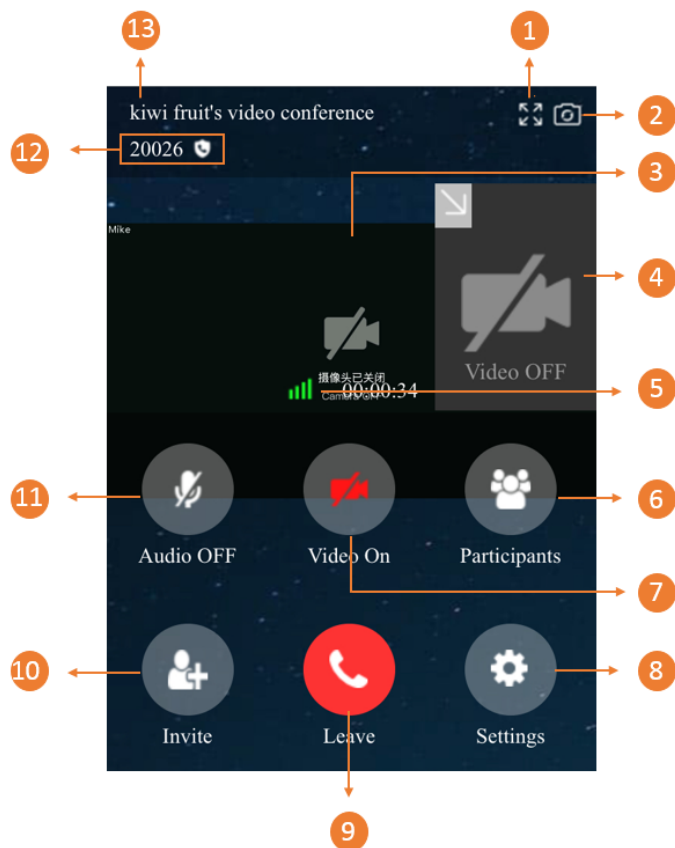 13
1
kiwi fruit's video conference
2
12
20026
3
Mike
4
Video OFF
摄像头已关闭
Camera OFF
00:00:34
5
11
6
Audio OFF
Video On
Participants
7
10
8
Invite
Leave
Settings
9